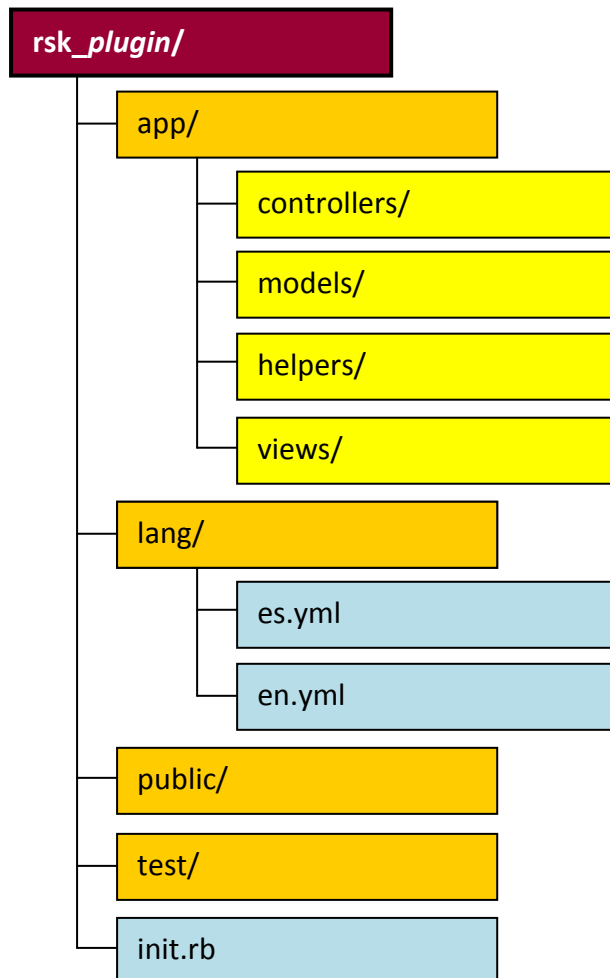 rsk_plugin/
app/
controllers/
models/
helpers/
views/
lang/
es.yml
en.yml
public/
test/
init.rb